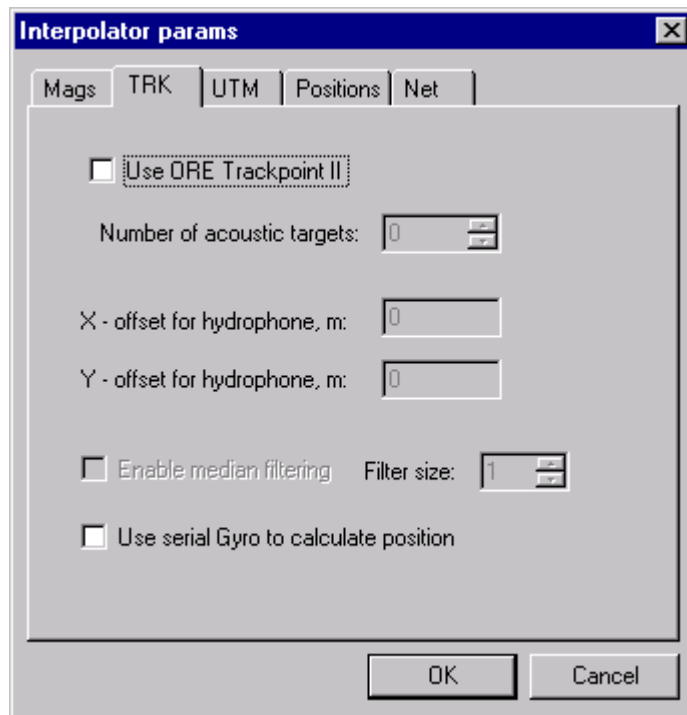 Interpolator params
Mags TRK UTM Positions Net
Use ORE Trackpoint II
Number of acoustic targets: 0
X - offset for hydrophone, m: 0
Y - offset for hydrophone, m: 0
Enable median filtering Filter size: 1
Use serial Gyro to calculate position
OK Cancel